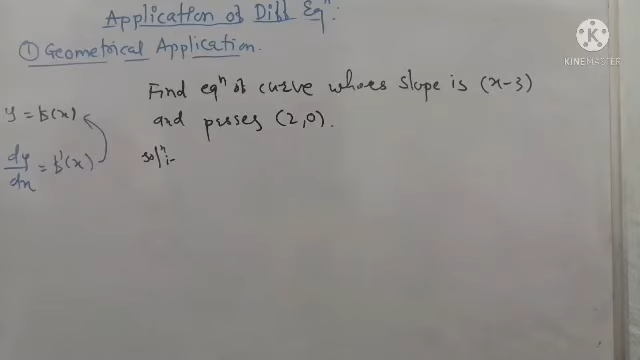 Application of Diff Eqⁿ:
① Geometrical Application.
Find eqⁿ of curve whoes slope is (x-3)
and passes (2,0).
solⁿ:-
y = f(x)
dy/dx = f'(x)
KINEMASTER